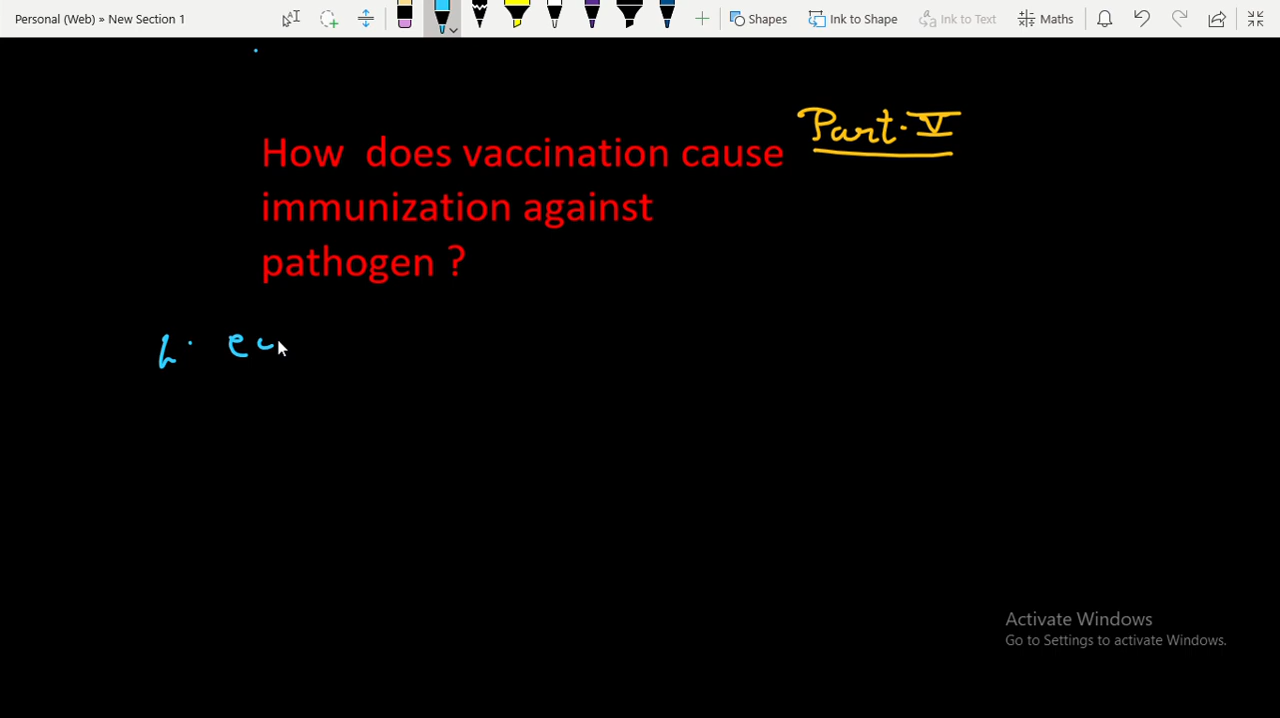 Personal (Web) » New Section 1
Shapes
Ink to Shape
Ink to Text
Maths
Part·V
How does vaccination cause
immunization against
pathogen ?
Activate Windows
Go to Settings to activate Windows.